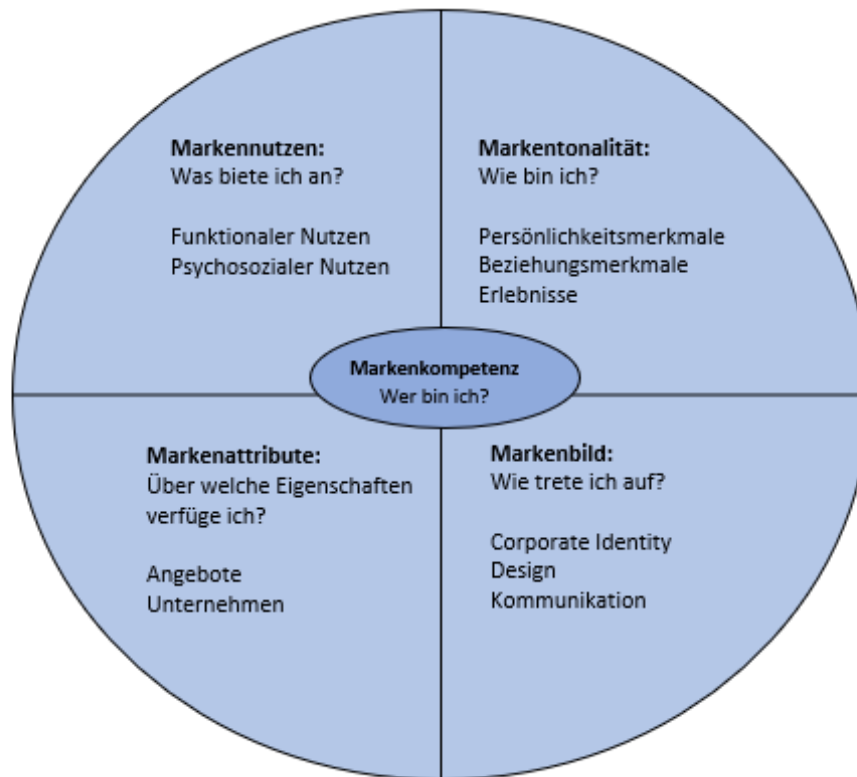 Markennutzen:
Was biete ich an?
Funktionaler Nutzen
Psychosozialer Nutzen
Markentonalität:
Wie bin ich?
Persönlichkeitsmerkmale
Beziehungsmerkmale
Erlebnisse
Markenkompetenz
Wer bin ich?
Markenattribute:
Über welche Eigenschaften
verfüge ich?
Angebote
Unternehmen
Markenbild:
Wie trete ich auf?
Corporate Identity
Design
Kommunikation